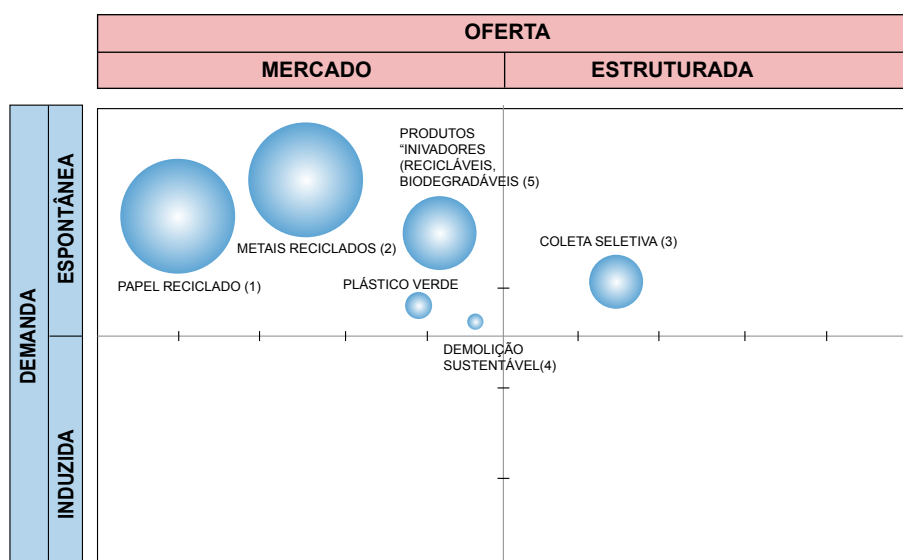 OFERTA
MERCADO
ESTRUTURADA
DEMANDA
ESPONTÂNEA
INDUZIDA
PRODUTOS
“INIVADORES
(RECICLÁVEIS,
BIODEGRADÁVEIS (5)
METAIS RECICLADOS (2)
COLETA SELETIVA (3)
PAPEL RECICLADO (1)
PLÁSTICO VERDE
DEMOLIÇÃO
SUSTENTÁVEL(4)